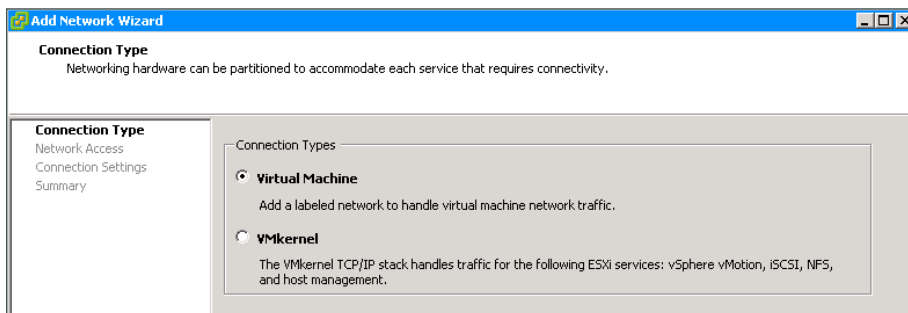 Add Network Wizard
Connection Type
Networking hardware can be partitioned to accommodate each service that requires connectivity.
Connection Type
Network Access
Connection Settings
Summary
Connection Types
Virtual Machine
Add a labeled network to handle virtual machine network traffic.
VMkernel
The VMkernel TCP/IP stack handles traffic for the following ESXi services: vSphere vMotion, iSCSI, NFS,
and host management.